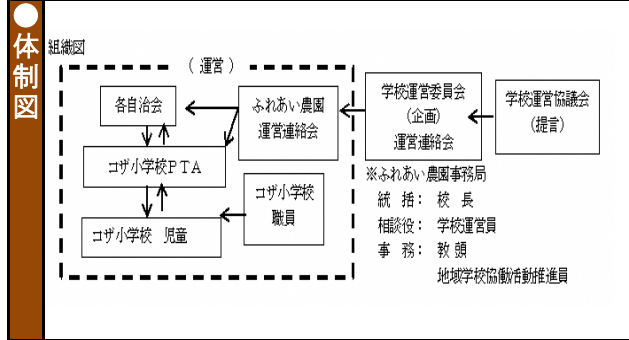 ●体制図
組織図
（ 運営 ）
各自治会
ふれあい農園
運営連絡会
学校運営委員会
(企画)
運営連絡会
学校運営協議会
(提言)
コザ小学校ＰＴＡ
コザ小学校
職員
コザ小学校　児童
※ふれあい農園事務局
統 括： 校 長
相談役： 学校運営員
事 務： 教 頭
地域学校協働活動推進員